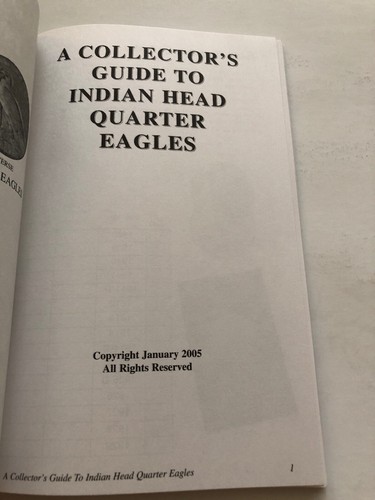 A COLLECTOR'S
GUIDE TO
INDIAN HEAD
QUARTER
EAGLES
EAGLES
Copyright January 2005
All Rights Reserved
A Collector's Guide To Indian Head Quarter Eagles
1